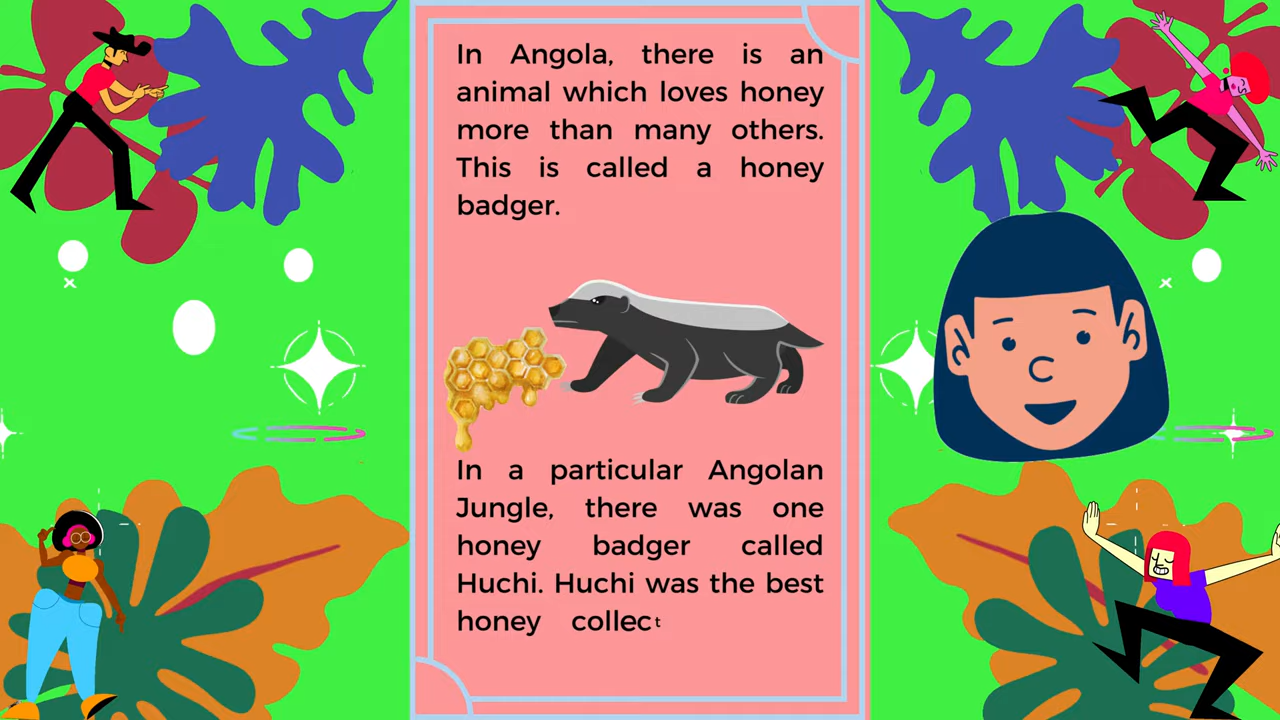 In Angola, there is an
animal which loves honey
more than many others.
This is called a honey
badger.
In a particular Angolan
Jungle, there was one
honey badger called
Huchi. Huchi was the best
honey collect